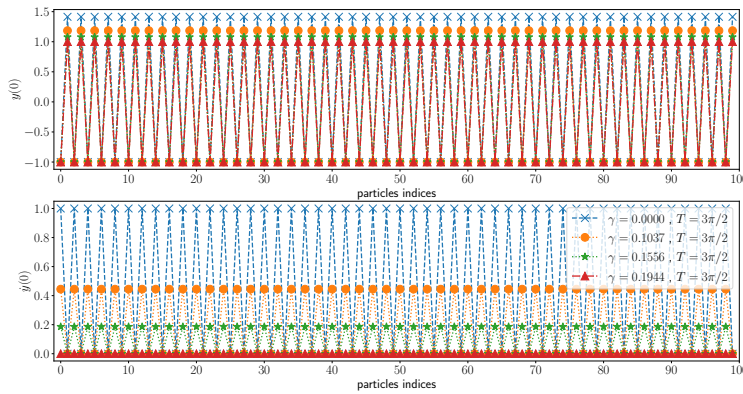 1.5
1.0
0.5
0.0
−0.5
−1.0
y(0)
0 10 20 30 40 50 60 70 80 90 100
particles indices
1.0
0.8
0.6
0.4
0.2
0.0
ẏ(0)
γ = 0.0000 , T = 3π/2
γ = 0.1037 , T = 3π/2
γ = 0.1556 , T = 3π/2
γ = 0.1944 , T = 3π/2
0 10 20 30 40 50 60 70 80 90 100
particles indices